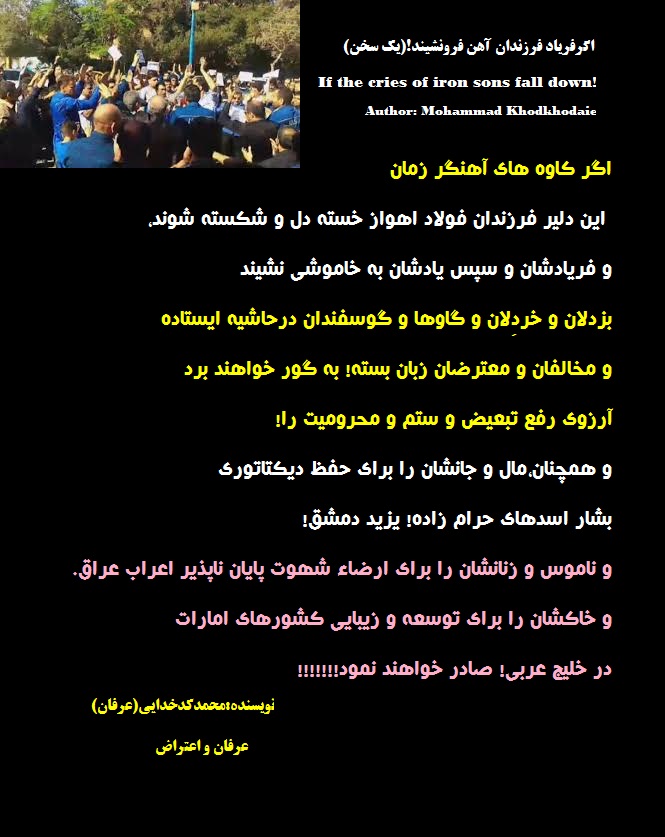 اگرفریاد فرزندان آهن فرونشیند!(یک سخن)
If the cries of iron sons fall down!
Author: Mohammad Khodkhodaie
اگر کاوه های آهنگر زمان
این دلیر فرزندان فولاد اهواز خسته دل و شکسته شوند،
و فریادشان و سپس یادشان به خاموشی نشیند
بزدلان و خردِلان و گاوها و گوسفندان درحاشیه ایستاده
و مخالفان و معترضان زبان بسته! به گور خواهند برد
آرزوی رفع تبعیض و ستم و محرومیت را!
و همچنان،مال و جانشان را برای حفظ دیکتاتوری
بشار اسدهای حرام زاده! یزید دمشق!
و ناموس و زنانشان را برای ارضاء شهوت پایان ناپذیر اعراب عراق.
و خاکشان را برای توسعه و زیبایی کشورهای امارات
در خلیج عربی! صادر خواهند نمود!!!!!!!
نویسنده:محمدکدخدایی(عرفان)
عرفان و اعتراض